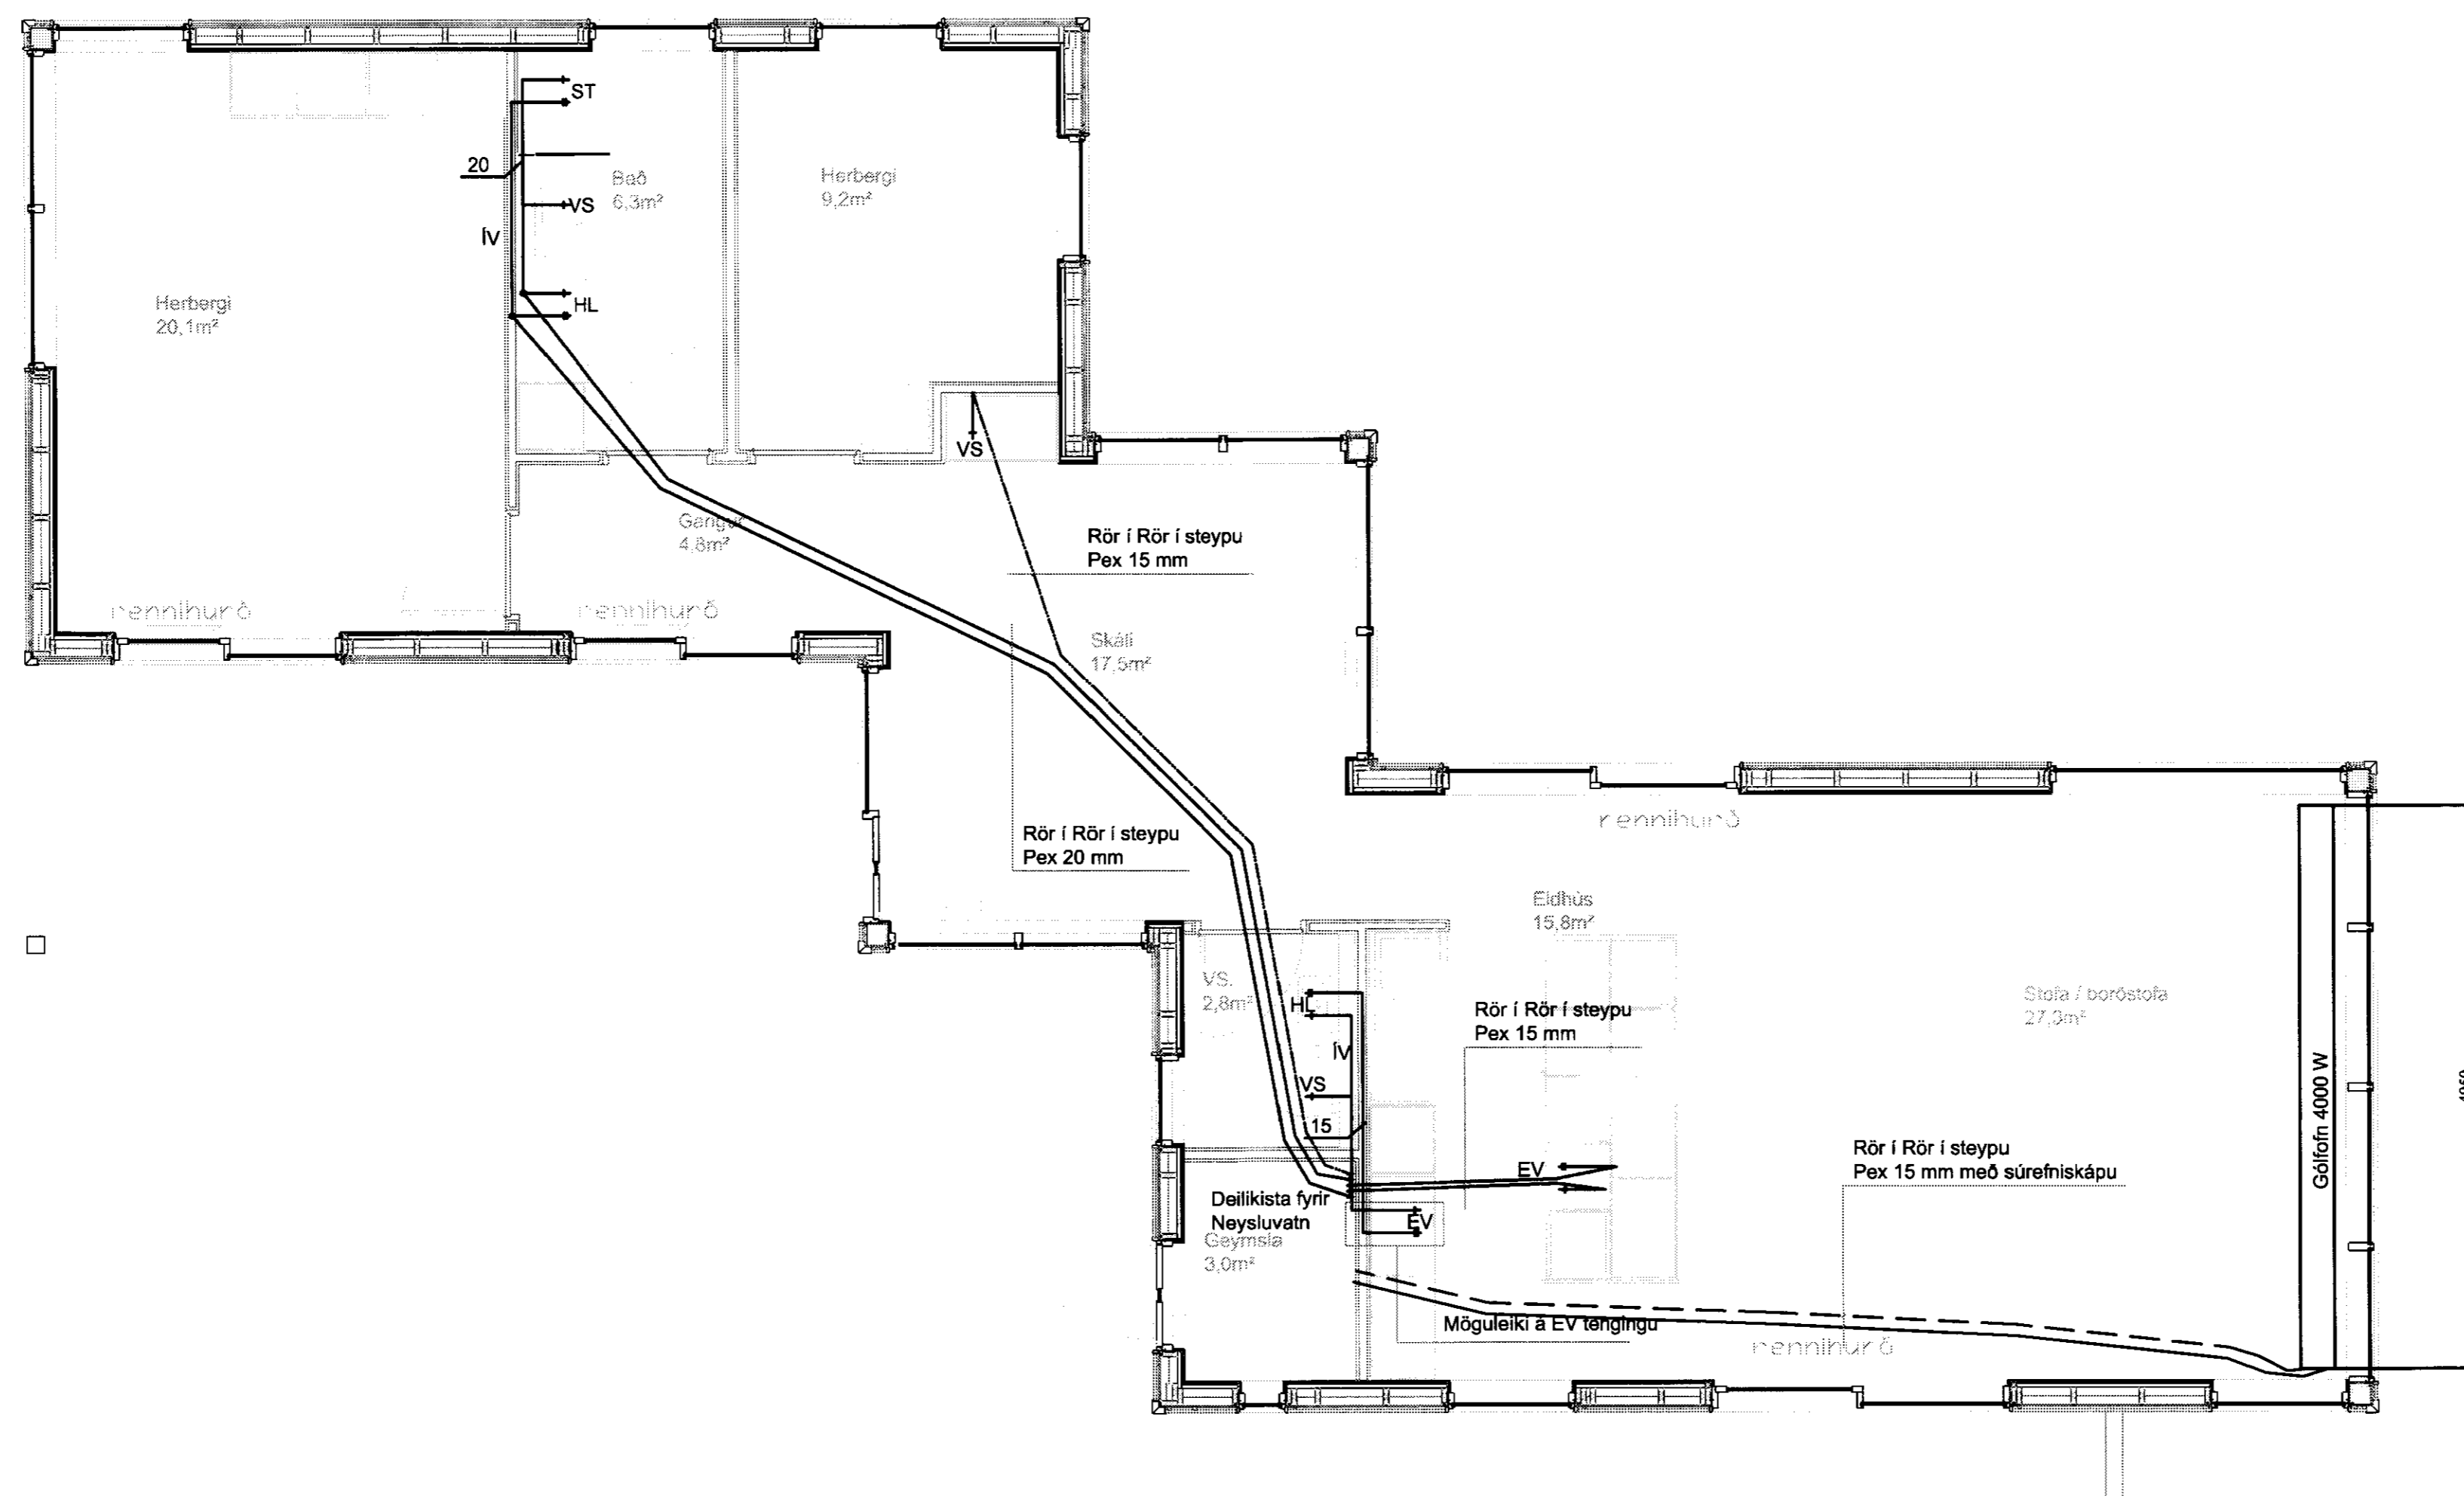 ST
20
Bað
6,3m²
Herbergi
9,2m²
VS
ÍV
HL
Herbergi
20,1m²
VS
Gangur
4,8m²
Rör í Rör í steypu
Pex 15 mm
rennihurð
rennihurð
Skáli
17,5m²
Rör í Rör í steypu
Pex 20 mm
rennihurð
Eldhús
15,8m²
VS.
2,8m²
HL
Rör í Rör í steypu
Pex 15 mm
Stofa / borðstofa
27,3m²
ÍV
VS
15
Gólfofn 4000 W
4050
EV
Rör í Rör í steypu
Pex 15 mm með súrefniskápu
Deilikista fyrir
Neysluvatn
EV
Geymsla
3,0m²
Möguleiki á EV tengingu
rennihurð